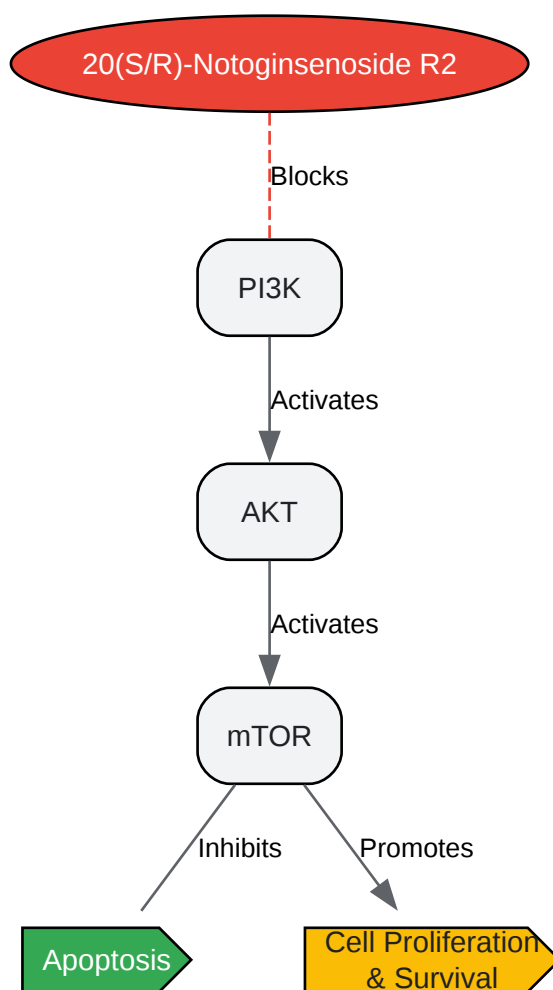 20(S/R)-Notoginsenoside R2
Blocks
PI3K
Activates
AKT
Activates
mTOR
Inhibits
Promotes
Apoptosis
Cell Proliferation
& Survival